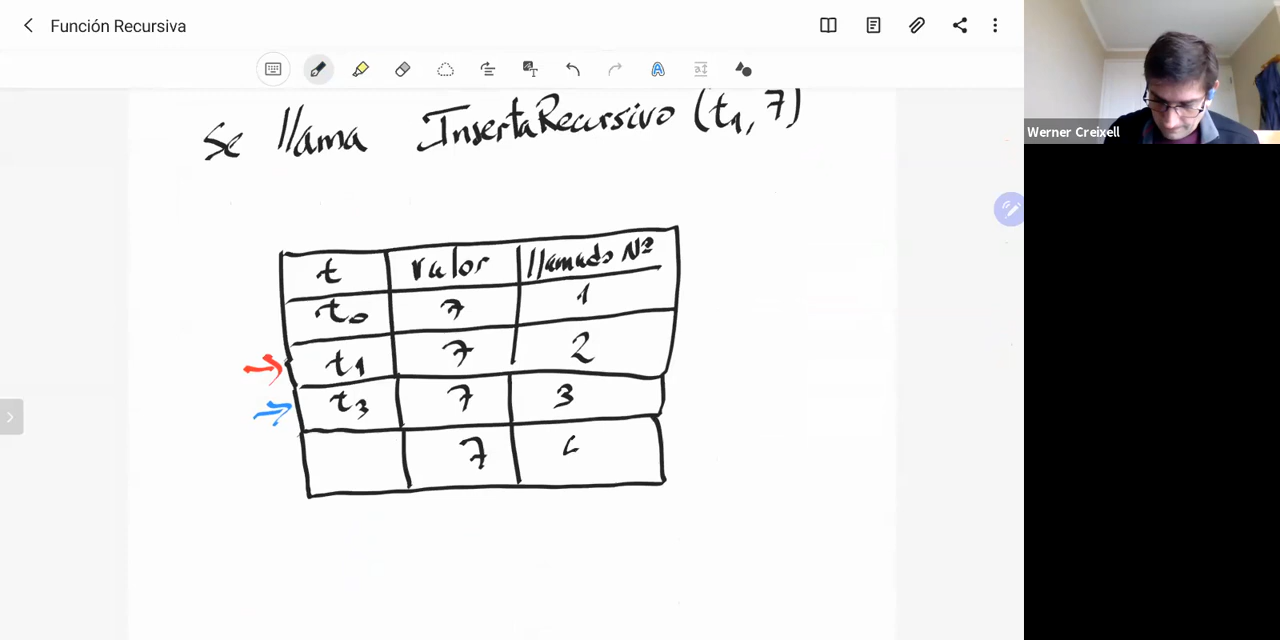 Función Recursiva
Se llama InsertaRecursivo (t1, 7)
Werner Creixell
t valor llamado Nº
t0 7 1
t1 7 2
t3 7 3
7